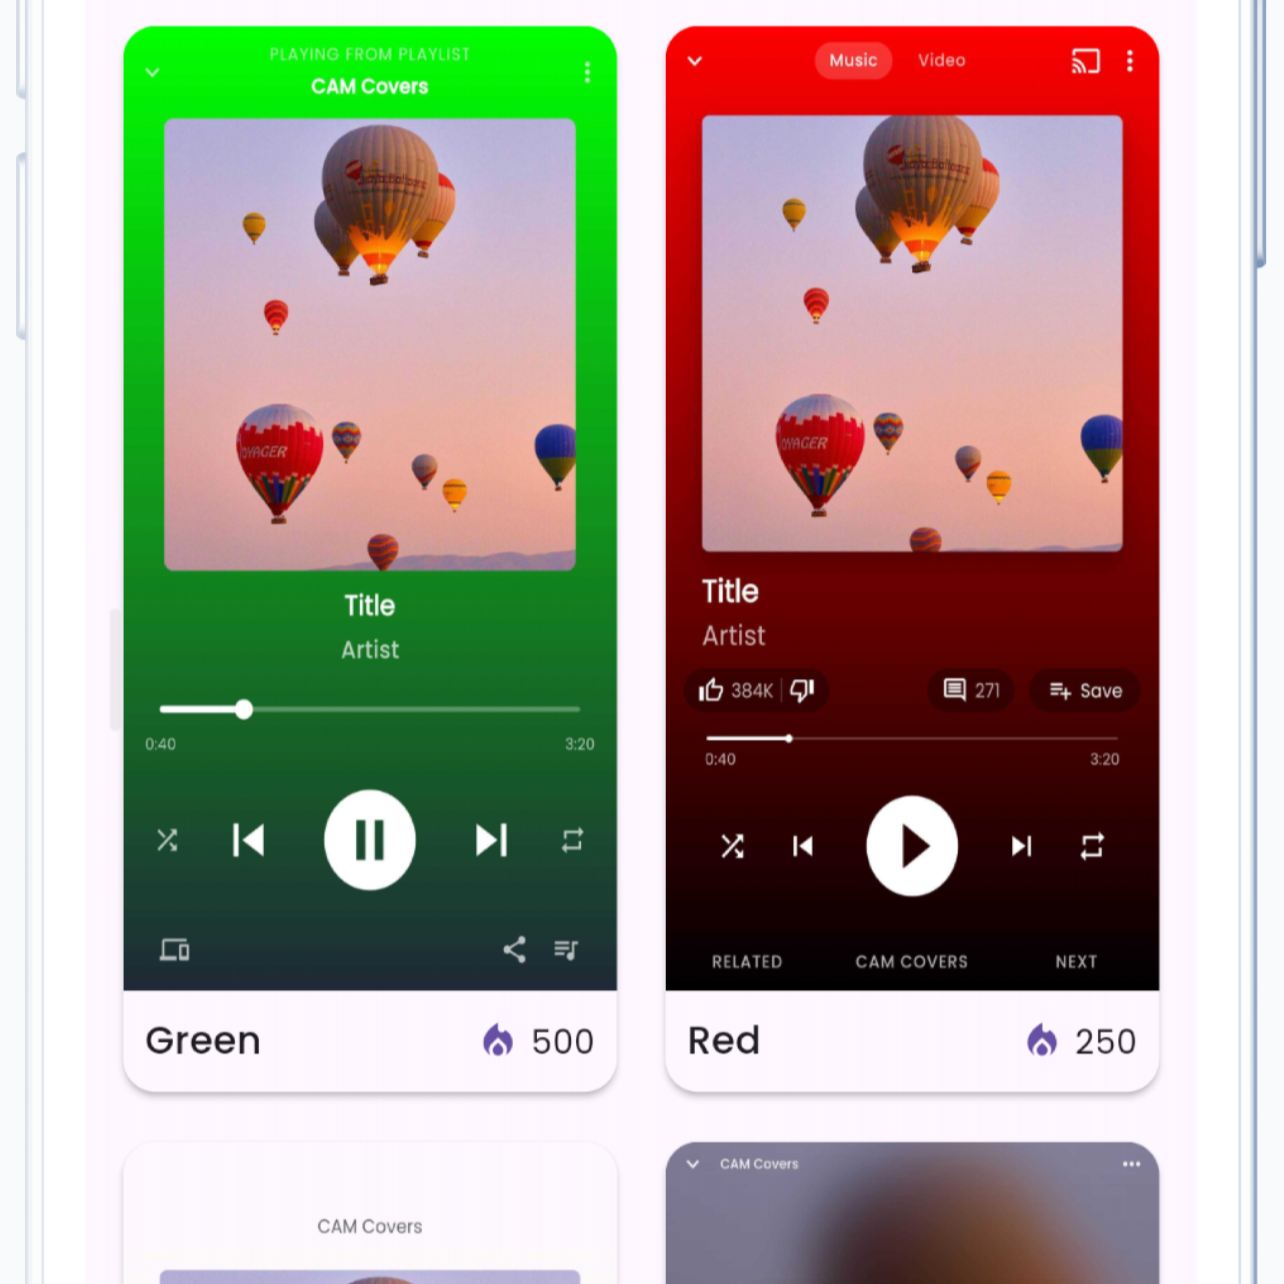 PLAYING FROM PLAYLIST
CAM Covers
VOYAGER
Title
Artist
0:40
3:20
Green
500
Music
Video
OYAGER
Title
Artist
384K
271
Save
0:40
3:20
RELATED
CAM COVERS
NEXT
Red
250
CAM Covers
CAM Covers